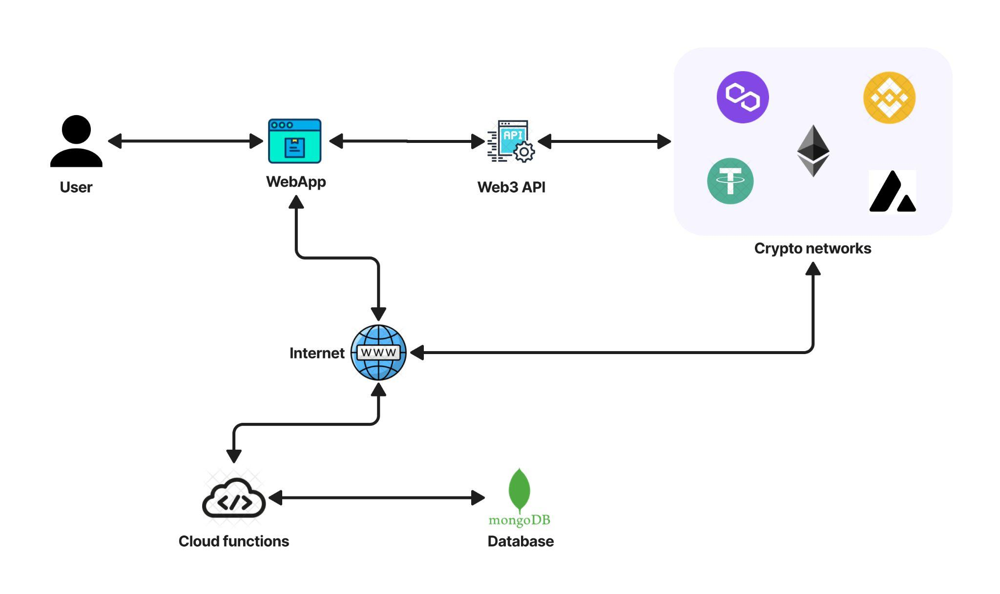 API
User
WebApp
Web3 API
Crypto networks
Internet
WWW
mongoDB
Cloud functions
Database